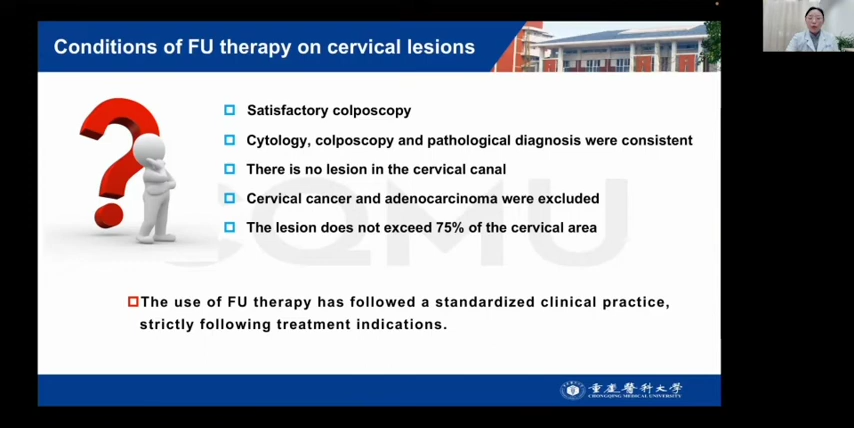 Conditions of FU therapy on cervical lesions
Satisfactory colposcopy
Cytology, colposcopy and pathological diagnosis were consistent
There is no lesion in the cervical canal
Cervical cancer and adenocarcinoma were excluded
The lesion does not exceed 75% of the cervical area
CQMU
The use of FU therapy has followed a standardized clinical practice,
strictly following treatment indications.
重慶醫科大学
CHONGQING MEDICAL UNIVERSITY